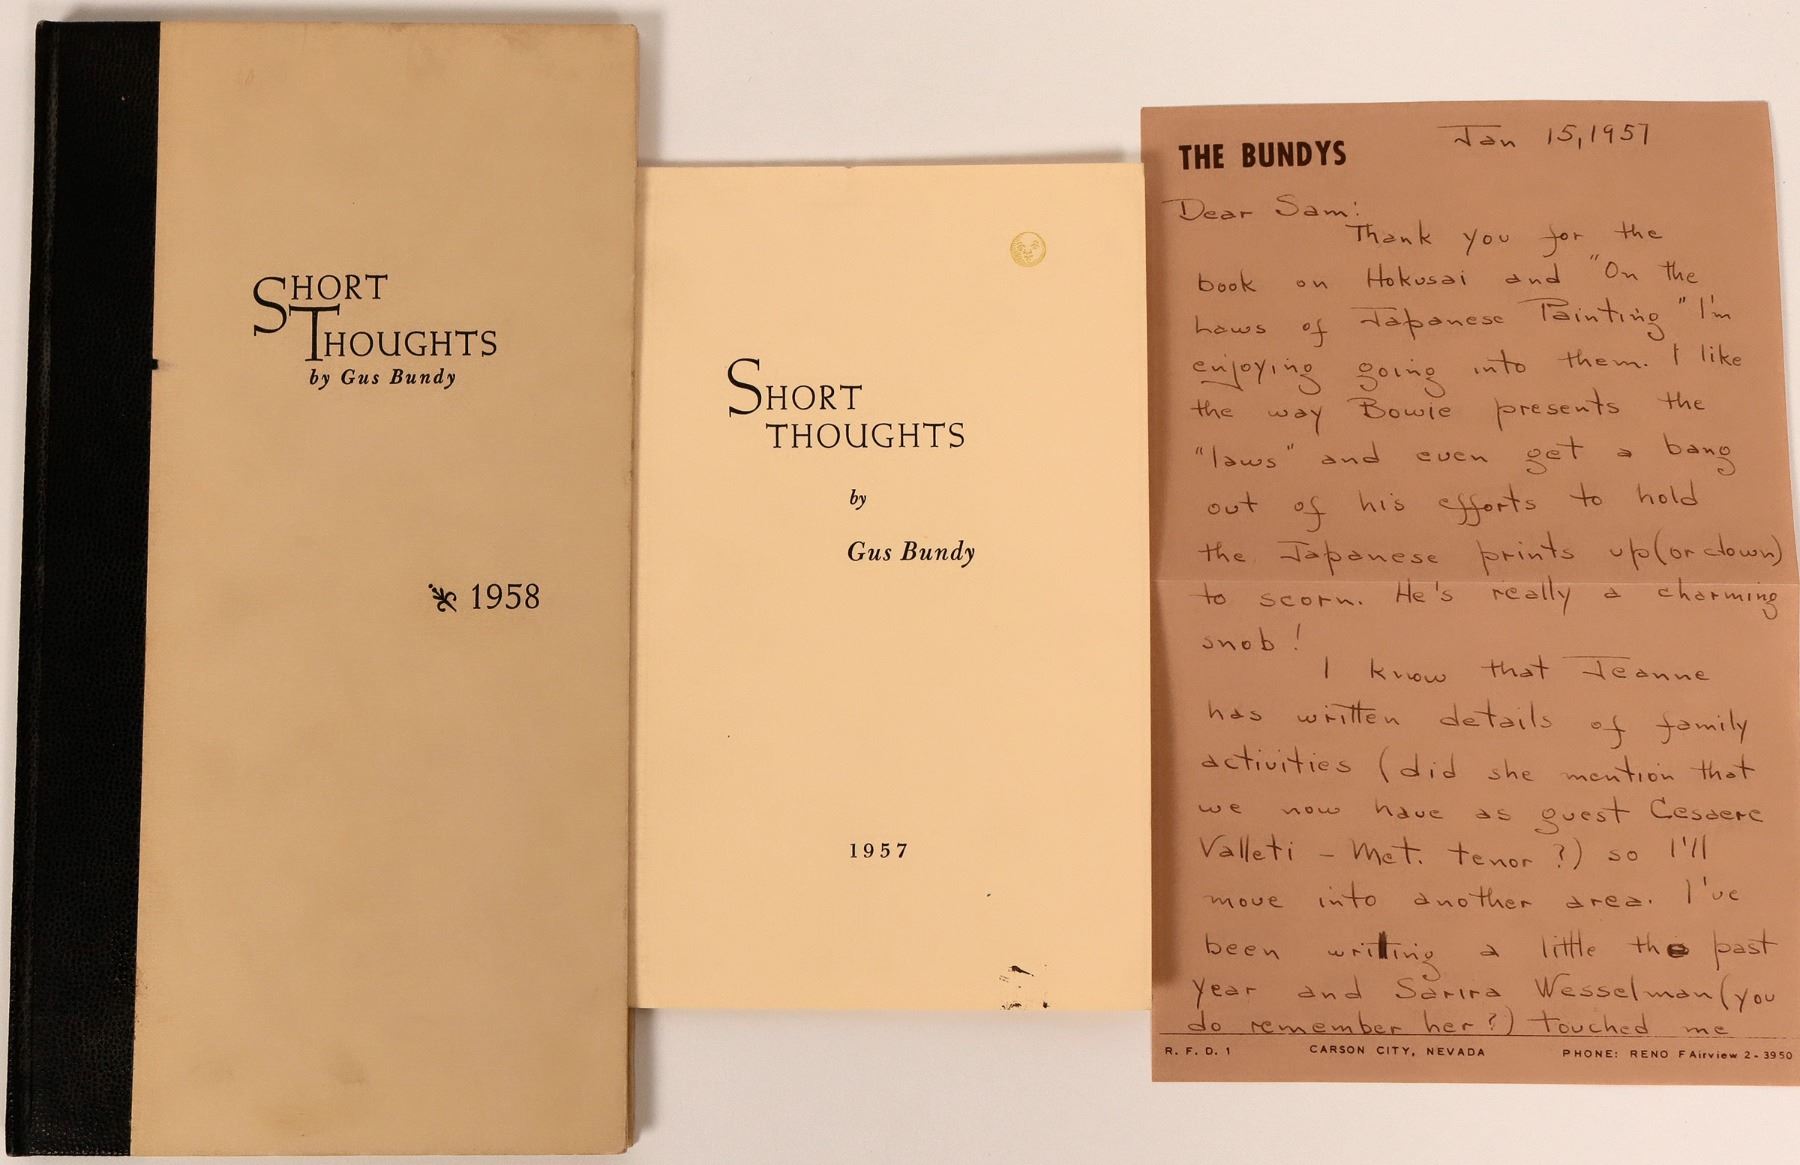 SHORT
THOUGHTS
by Gus Bundy
1958
SHORT
THOUGHTS
by
Gus Bundy
1957
THE BUNDYS
Jan 15, 1957
Dear Sam:
Thank you for the
book on Hokusai and "On the
Laws of Japanese Painting" I'm
enjoying going into them. I like
the way Bowie presents the
"laws" and even get a bang
out of his efforts to hold
the Japanese prints up (or down)
to scorn. He's really a charming
snob!
I know that Jeanne
has written details of family
activities (did she mention that
we now have as guest Cesaere
Valleti - Met. tenor?) so I'll
move into another area. I've
been writing a little the past
year and Sarira Wesselman (you
do remember her?) touched me
R. F. D. 1 CARSON CITY, NEVADA PHONE: RENO FAirview 2-3950